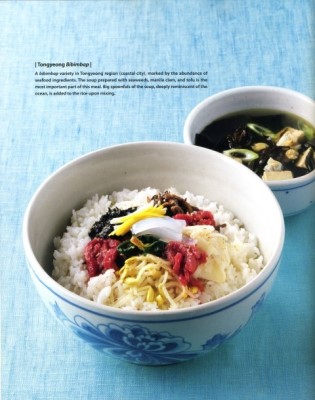 | Tongyeong Bibimbap |
A bibimbap variety in Tongyeong region (coastal city), marked by the abundance of
seafood ingredients. The soup prepared with seaweeds, manila clam, and tofu is the
most important part of this meal. Big spoonfuls of the soup, deeply reminiscent of the
ocean, is added to the rice upon mixing.